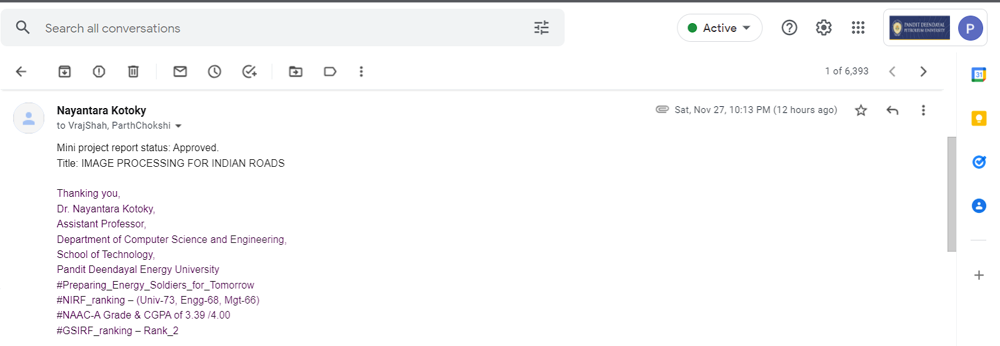 Search all conversations
Active
PANDIT DEENDAYAL
PETROLEUM UNIVERSITY
P
1 of 6,393
31
Nayantara Kotoky
Sat, Nov 27, 10:13 PM (12 hours ago)
to VrajShah, ParthChokshi
Mini project report status: Approved.
Title: IMAGE PROCESSING FOR INDIAN ROADS
Thanking you,
Dr. Nayantara Kotoky,
Assistant Professor,
Department of Computer Science and Engineering,
School of Technology,
Pandit Deendayal Energy University
#Preparing_Energy_Soldiers_for_Tomorrow
#NIRF_ranking – (Univ-73, Engg-68, Mgt-66)
#NAAC-A Grade & CGPA of 3.39 /4.00
#GSIRF_ranking – Rank_2